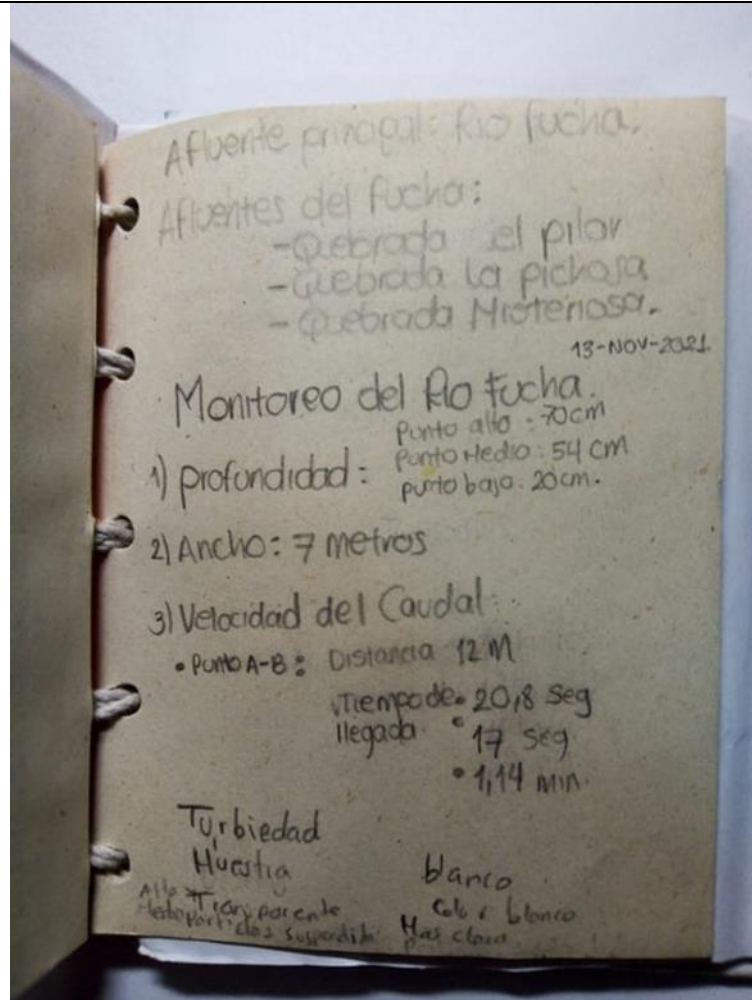 Afluente principal: Rio fucha.
Afluentes del fucha:
-Quebrada el pilar
-Quebrada La pichosa
-Quebrada Misteriosa.
13-NOV-2021.
Monitoreo del Rio Fucha.
1) profundidad: Punto alto: 70cm
Punto Medio: 54 cm
punto bajo: 20cm.
2) Ancho: 7 metros
3) Velocidad del Caudal:
• Punto A-B: Distancia 12 M
Tiempo de • 20,8 seg
llegada • 17 seg
• 1,14 min.
Turbiedad
Muestra blanco
Alto Transparente Color blanco
Medio particulas suspendida Mas claro